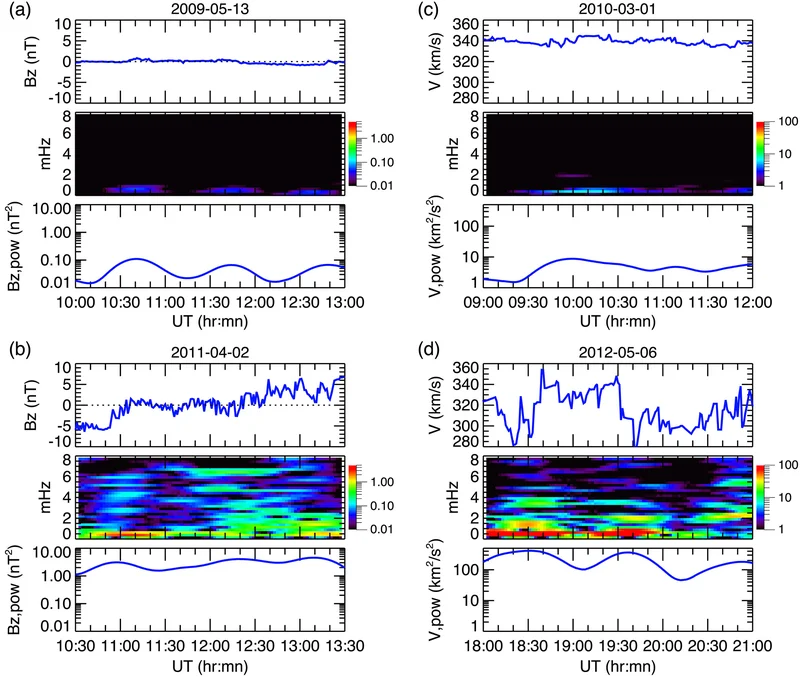 (a)
2009-05-13
10
5
0
-5
-10
Bz (nT)
8
6
4
2
0
mHz
1.00
0.10
0.01
10.00
1.00
0.10
0.01
Bz,pow (nT²)
10:00 10:30 11:00 11:30 12:00 12:30 13:00
UT (hr:mn)
(c)
2010-03-01
360
340
320
300
280
V (km/s)
8
6
4
2
0
mHz
100
10
1
100
10
1
V,pow (km²/s²)
09:00 09:30 10:00 10:30 11:00 11:30 12:00
UT (hr:mn)
(b)
2011-04-02
10
5
0
-5
-10
Bz (nT)
8
6
4
2
0
mHz
1.00
0.10
0.01
10.00
1.00
0.10
0.01
Bz,pow (nT²)
10:30 11:00 11:30 12:00 12:30 13:00 13:30
UT (hr:mn)
(d)
2012-05-06
360
340
320
300
280
V (km/s)
8
6
4
2
0
mHz
100
10
1
100
10
1
V,pow (km²/s²)
18:00 18:30 19:00 19:30 20:00 20:30 21:00
UT (hr:mn)